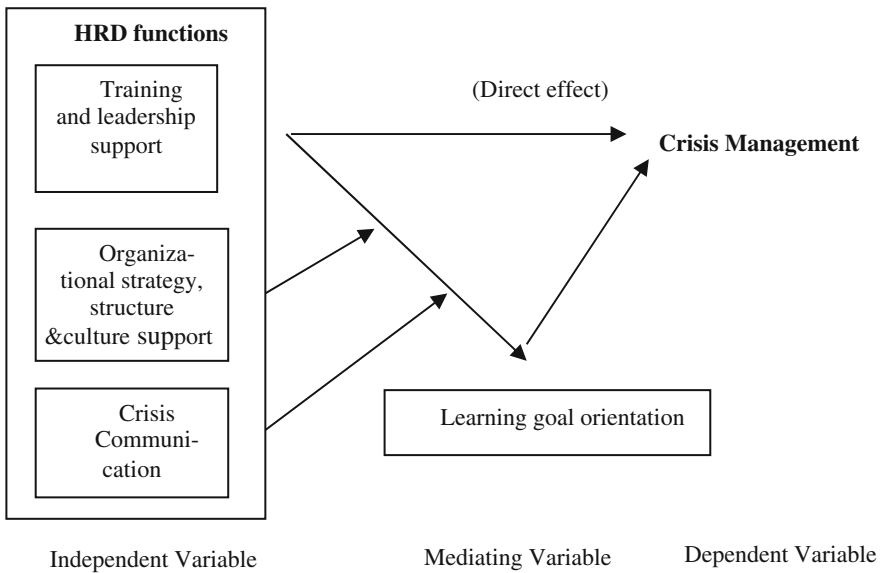 HRD functions
Training
and leadership
support
Organiza-
tional strategy,
structure
&culture support
Crisis
Communi-
cation
(Direct effect)
Crisis Management
Learning goal orientation
Independent Variable
Mediating Variable
Dependent Variable